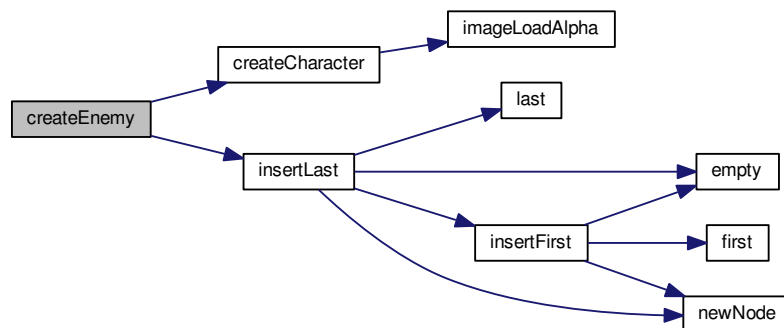 imageLoadAlpha
createCharacter
last
createEnemy
insertLast
empty
insertFirst
first
newNode